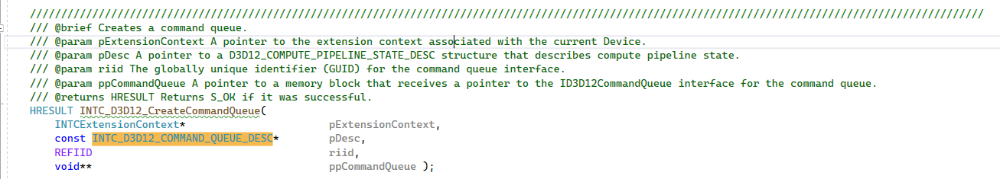 ////////////////////////////////////////////////////////////////////////////////////////////////////////////////////////////////////////////////////////
/// @brief Creates a command queue.
/// @param pExtensionContext A pointer to the extension context associated with the current Device.
/// @param pDesc A pointer to a D3D12_COMPUTE_PIPELINE_STATE_DESC structure that describes compute pipeline state.
/// @param riid The globally unique identifier (GUID) for the command queue interface.
/// @param ppCommandQueue A pointer to a memory block that receives a pointer to the ID3D12CommandQueue interface for the command queue.
/// @returns HRESULT Returns S_OK if it was successful.
HRESULT INTC_D3D12_CreateCommandQueue(
    INTCExtensionContext*                       pExtensionContext,
    const INTC_D3D12_COMMAND_QUEUE_DESC*        pDesc,
    REFIID                                      riid,
    void**                                      ppCommandQueue );